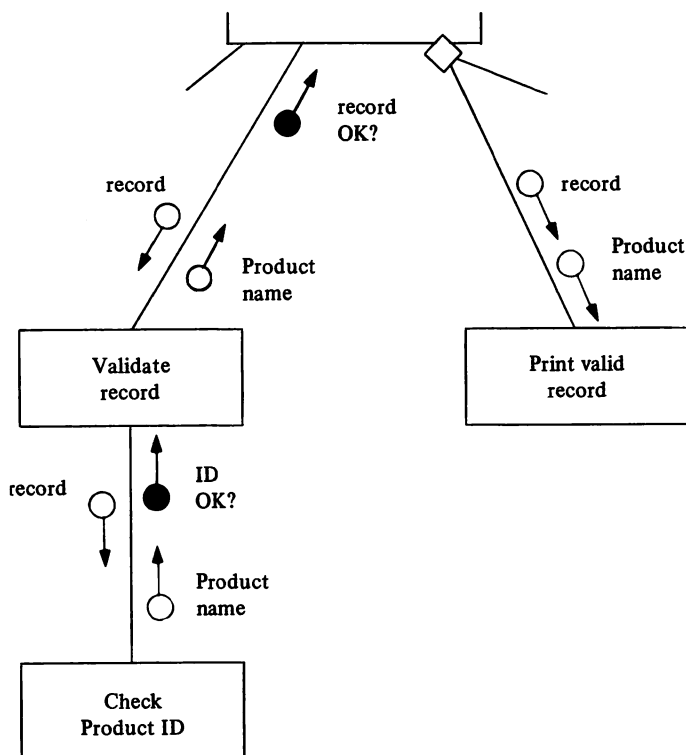 record
OK?
record
record
Product
name
Product
name
Validate
record
Print valid
record
record
ID
OK?
Product
name
Check
Product ID